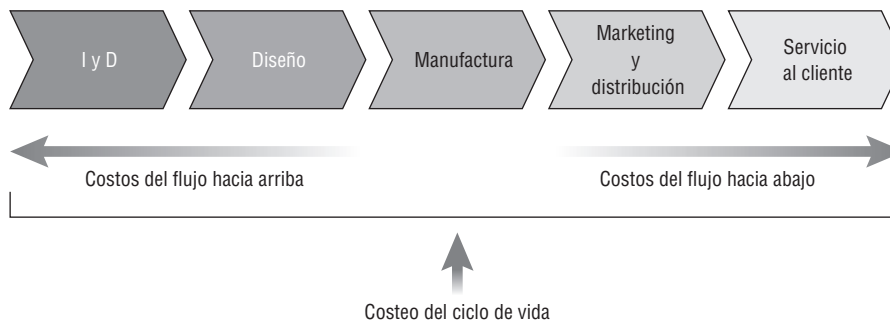 I y D
Diseño
Manufactura
Marketing
y
distribución
Servicio
al cliente
Costos del flujo hacia arriba
Costos del flujo hacia abajo
Costeo del ciclo de vida